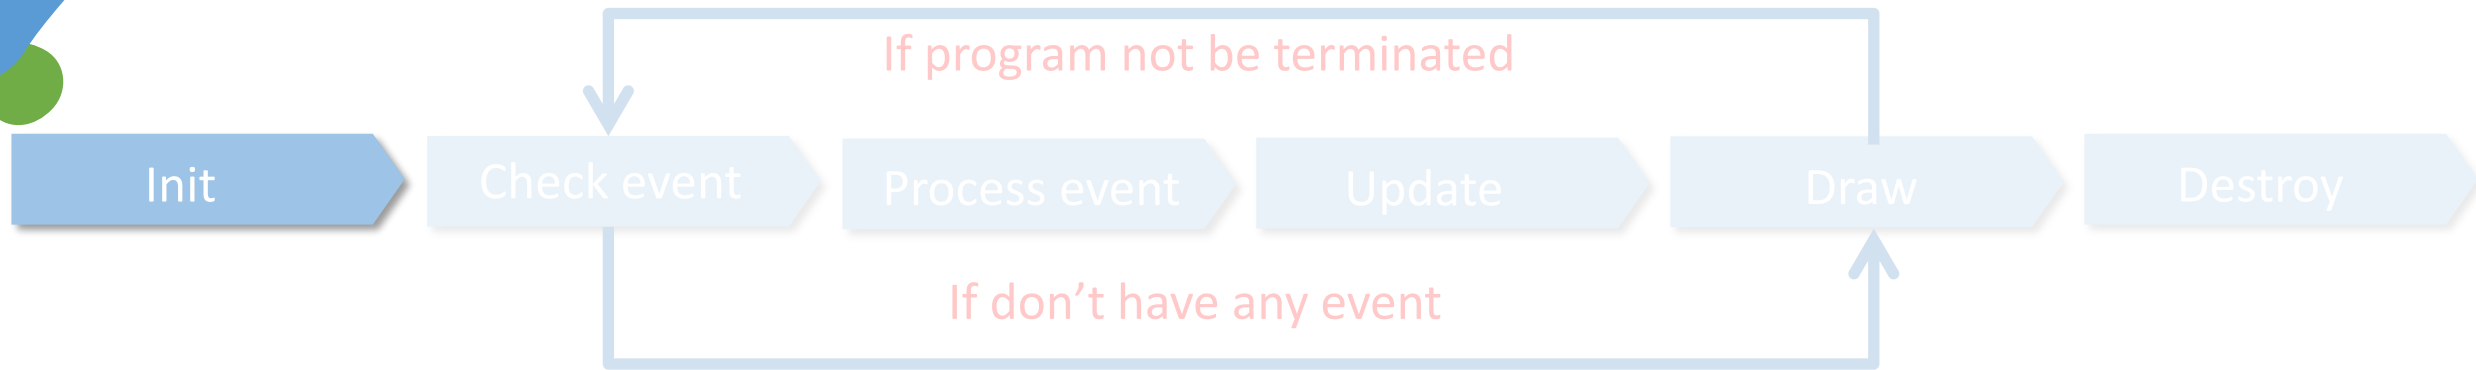 If program not be terminated
Init
Check event
Process event
Update
Draw
Destroy
If don’t have any event